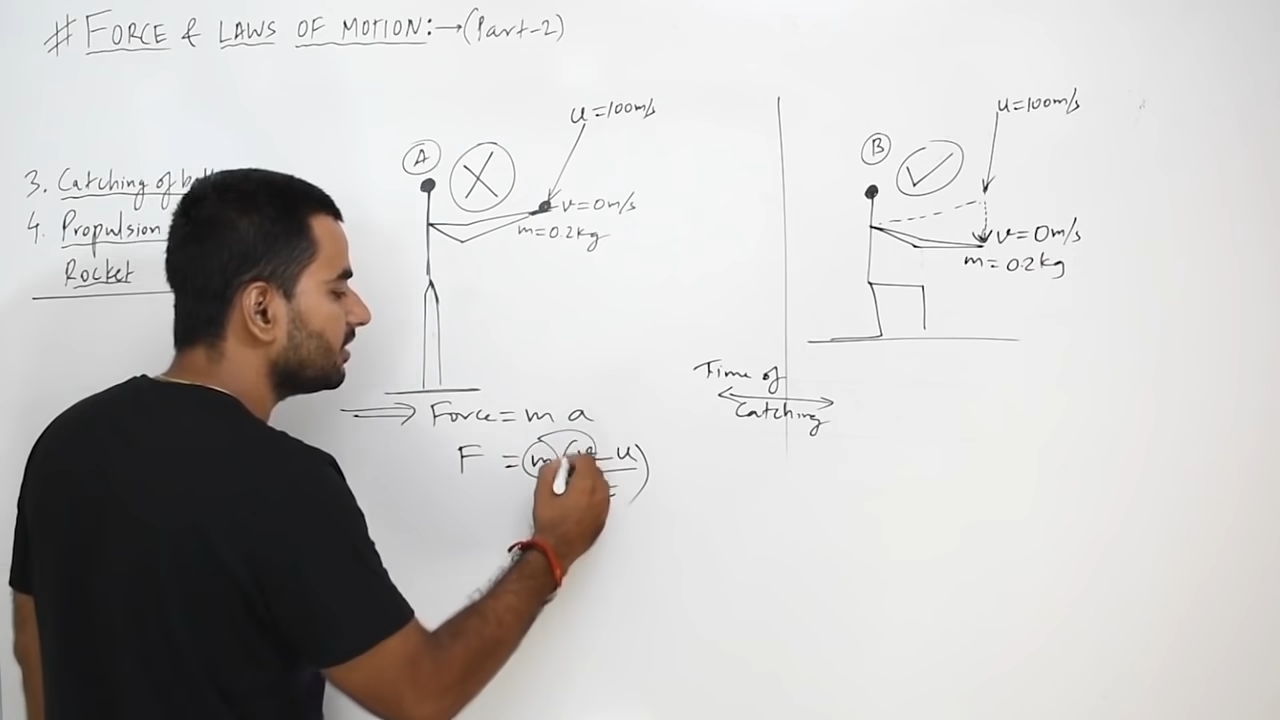 # FORCE & LAWS OF MOTION:→(Part-2)
3. Catching of
4. Propulsion
Rocket
A
u=100m/s
v=0m/s
m=0.2kg
B
u=100m/s
v=0m/s
m=0.2kg
Time of
Catching
⇒ Force = m a
F = m (v-u